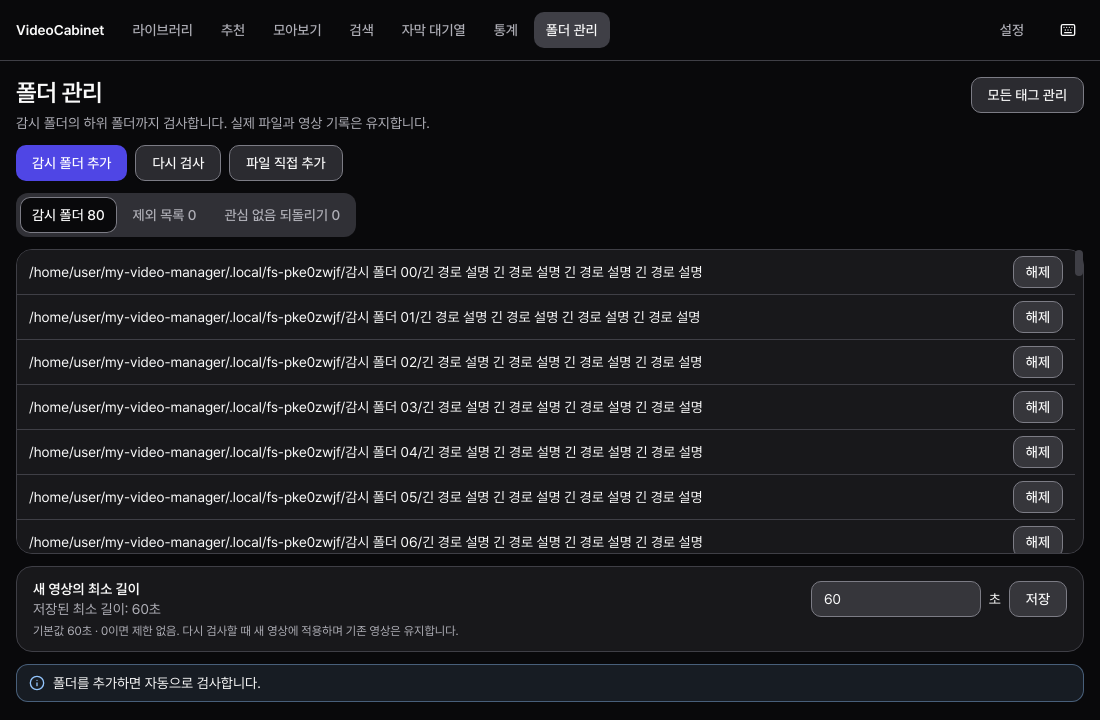 VideoCabinet 라이브러리 추천 모아보기 검색 자막 대기열 통계 폴더 관리 설정
폴더 관리
모든 태그 관리
감시 폴더의 하위 폴더까지 검사합니다. 실제 파일과 영상 기록은 유지합니다.
감시 폴더 추가 다시 검사 파일 직접 추가
감시 폴더 80 제외 목록 0 관심 없음 되돌리기 0
/home/user/my-video-manager/.local/fs-pke0zwjf/감시 폴더 00/긴 경로 설명 긴 경로 설명 긴 경로 설명 긴 경로 설명 해제
/home/user/my-video-manager/.local/fs-pke0zwjf/감시 폴더 01/긴 경로 설명 긴 경로 설명 긴 경로 설명 긴 경로 설명 해제
/home/user/my-video-manager/.local/fs-pke0zwjf/감시 폴더 02/긴 경로 설명 긴 경로 설명 긴 경로 설명 긴 경로 설명 해제
/home/user/my-video-manager/.local/fs-pke0zwjf/감시 폴더 03/긴 경로 설명 긴 경로 설명 긴 경로 설명 긴 경로 설명 해제
/home/user/my-video-manager/.local/fs-pke0zwjf/감시 폴더 04/긴 경로 설명 긴 경로 설명 긴 경로 설명 긴 경로 설명 해제
/home/user/my-video-manager/.local/fs-pke0zwjf/감시 폴더 05/긴 경로 설명 긴 경로 설명 긴 경로 설명 긴 경로 설명 해제
/home/user/my-video-manager/.local/fs-pke0zwjf/감시 폴더 06/긴 경로 설명 긴 경로 설명 긴 경로 설명 긴 경로 설명 해제
새 영상의 최소 길이
저장된 최소 길이: 60초
기본값 60초 · 0이면 제한 없음. 다시 검사할 때 새 영상에 적용하며 기존 영상은 유지합니다.
60 초 저장
폴더를 추가하면 자동으로 검사합니다.